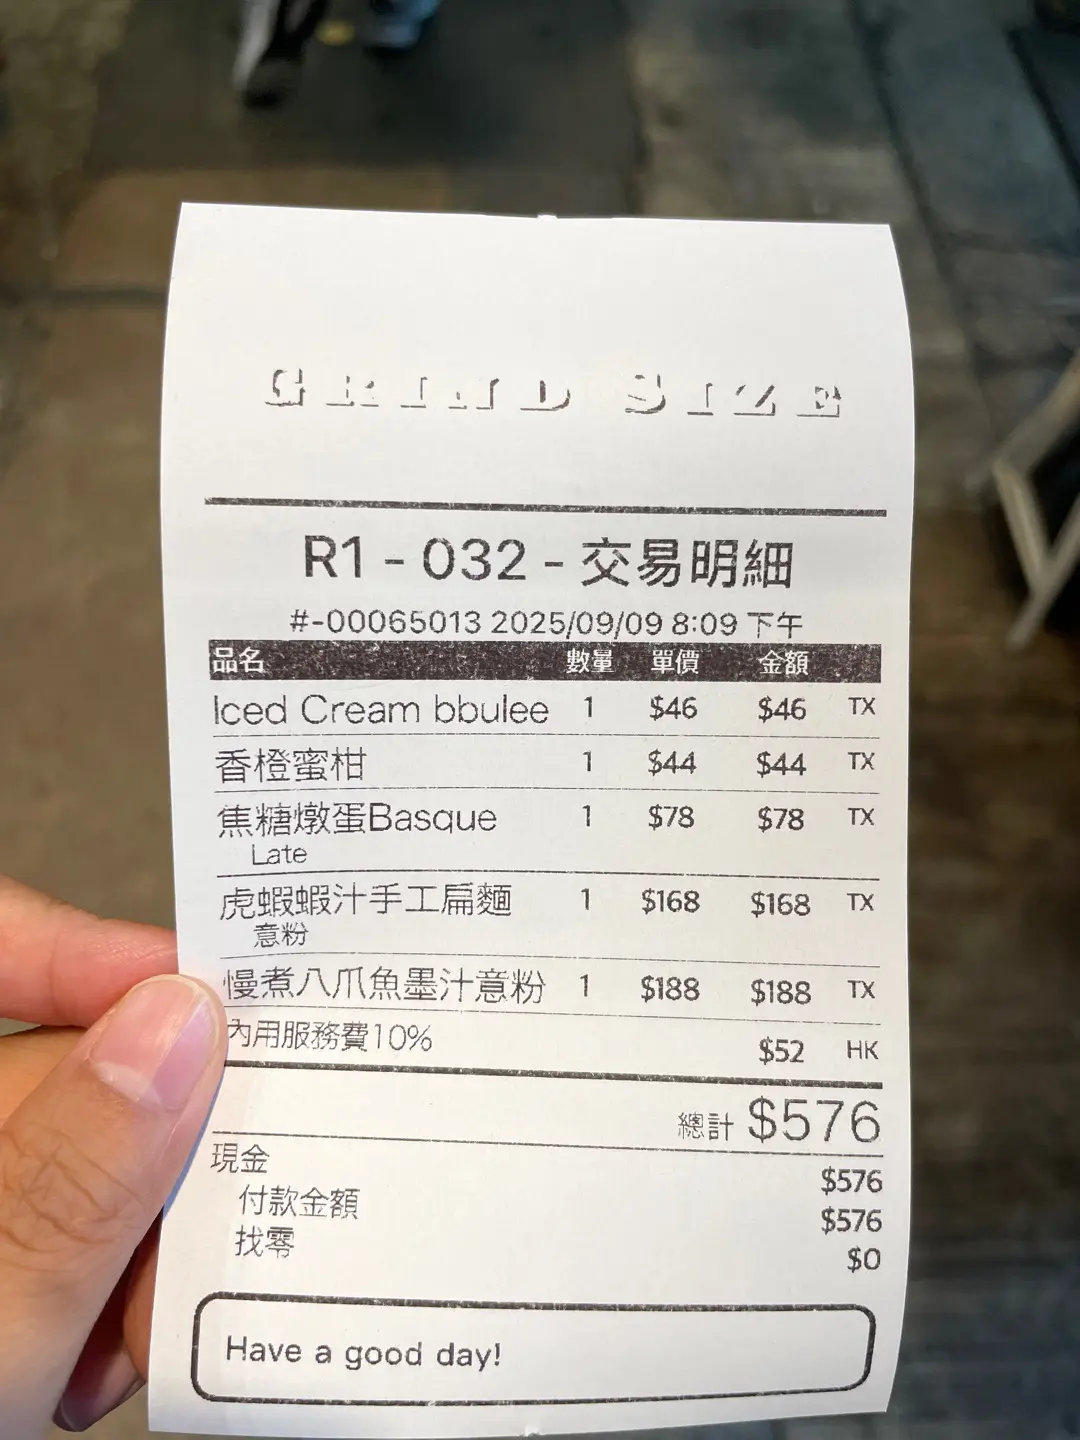 GRIND SIZE
R1 - 032 - 交易明細
#-00065013 2025/09/09 8:09 下午
品名 數量 單價 金額
Iced Cream bbulee 1 $46 $46 TX
香橙蜜柑 1 $44 $44 TX
焦糖燉蛋Basque 1 $78 $78 TX
Late
虎蝦蝦汁手工扁麵 1 $168 $168 TX
意粉
慢煮八爪魚墨汁意粉 1 $188 $188 TX
內用服務費10% $52 HK
總計 $576
現金 $576
付款金額 $576
找零 $0
Have a good day!